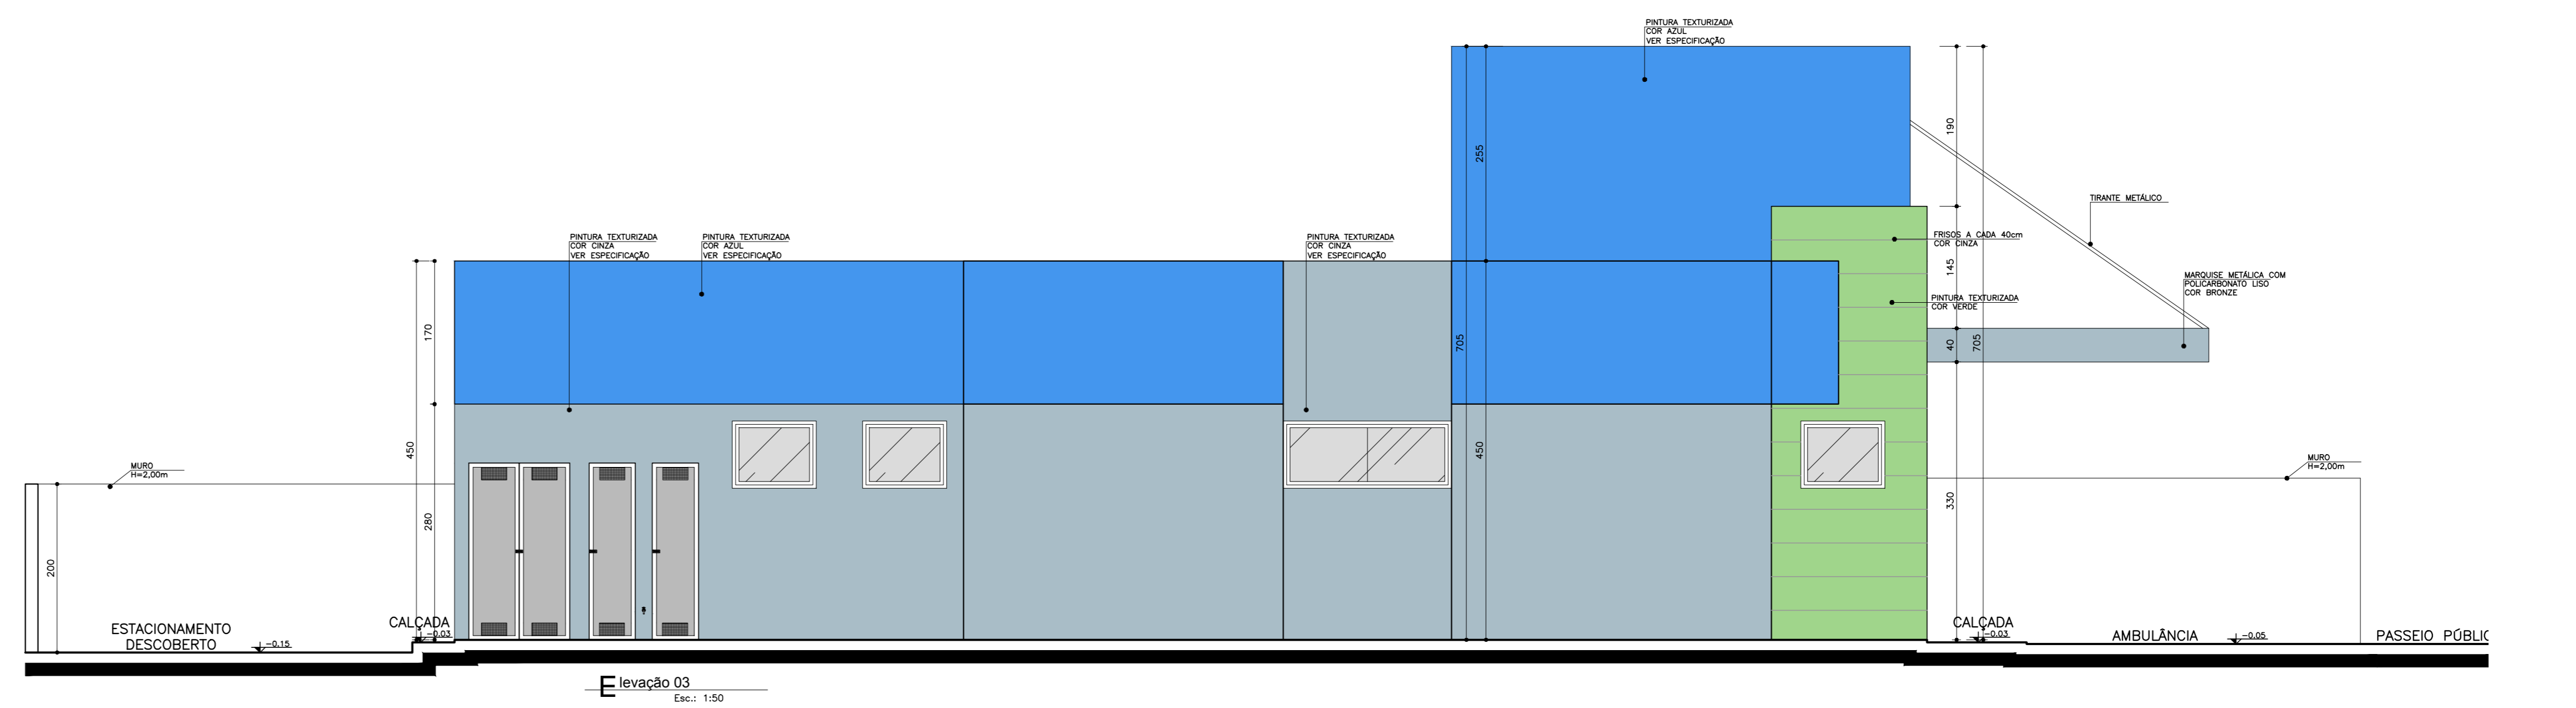 PINTURA TEXTURIZADA
COR AZUL
VER ESPECIFICAÇÃO
190
255
TIRANTE METÁLICO
PINTURA TEXTURIZADA
COR CINZA
VER ESPECIFICAÇÃO
PINTURA TEXTURIZADA
COR AZUL
VER ESPECIFICAÇÃO
PINTURA TEXTURIZADA
COR CINZA
VER ESPECIFICAÇÃO
FRISOS A CADA 40cm
COR CINZA
145
MARQUISE METÁLICA COM
POLICARBONATO LISO
COR BRONZE
PINTURA TEXTURIZADA
COR VERDE
170
705
40
705
450
450
MURO
H=2,00m
MURO
H=2,00m
280
330
200
CALÇADA
-0.03
ESTACIONAMENTO
DESCOBERTO
-0.15
CALÇADA
-0.03
AMBULÂNCIA
-0.05
PASSEIO PÚBLIC
Elevação 03
Esc.: 1:50